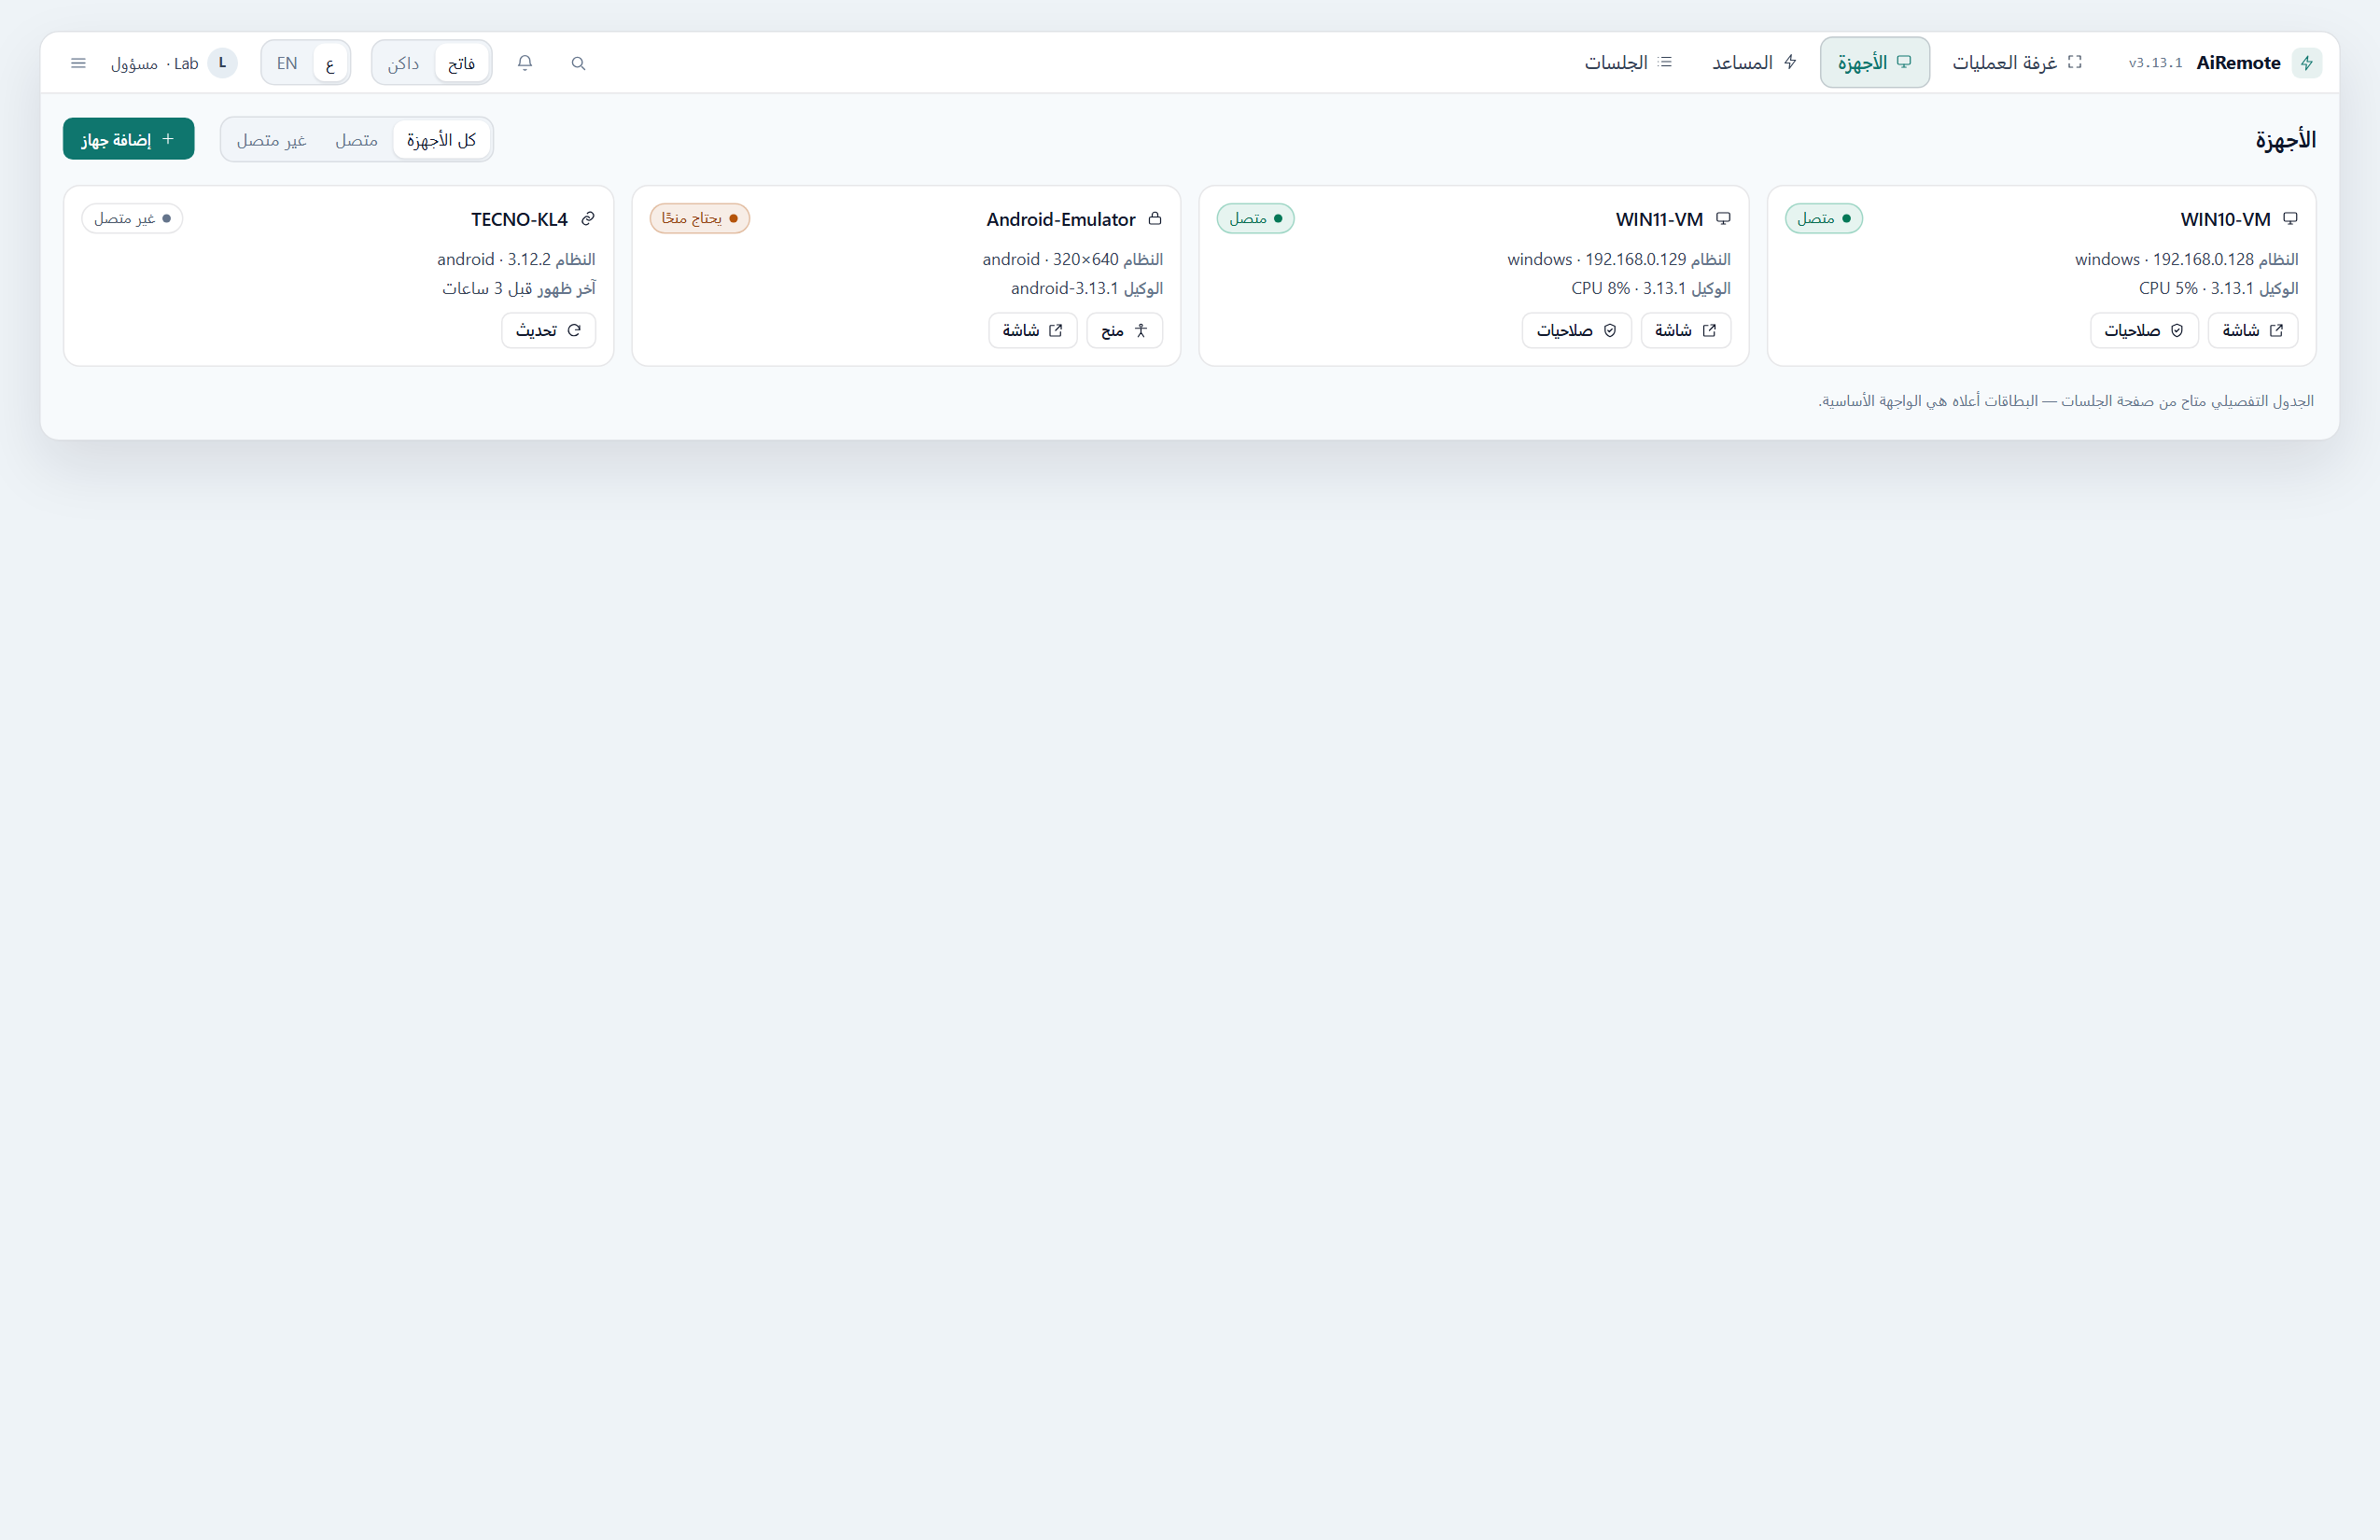 AiRemote v3.13.1
غرفة العمليات
الأجهزة
المساعد
الجلسات
فاتح داكن
ع EN
L Lab · مسؤول
الأجهزة
كل الأجهزة متصل غير متصل
إضافة جهاز
WIN10-VM متصل
النظام windows · 192.168.0.128
الوكيل CPU 5% · 3.13.1
شاشة صلاحيات
WIN11-VM متصل
النظام windows · 192.168.0.129
الوكيل CPU 8% · 3.13.1
شاشة صلاحيات
Android-Emulator يحتاج منحًا
النظام android · 320×640
الوكيل android-3.13.1
منح شاشة
TECNO-KL4 غير متصل
النظام android · 3.12.2
آخر ظهور قبل 3 ساعات
تحديث
الجدول التفصيلي متاح من صفحة الجلسات — البطاقات أعلاه هي الواجهة الأساسية.